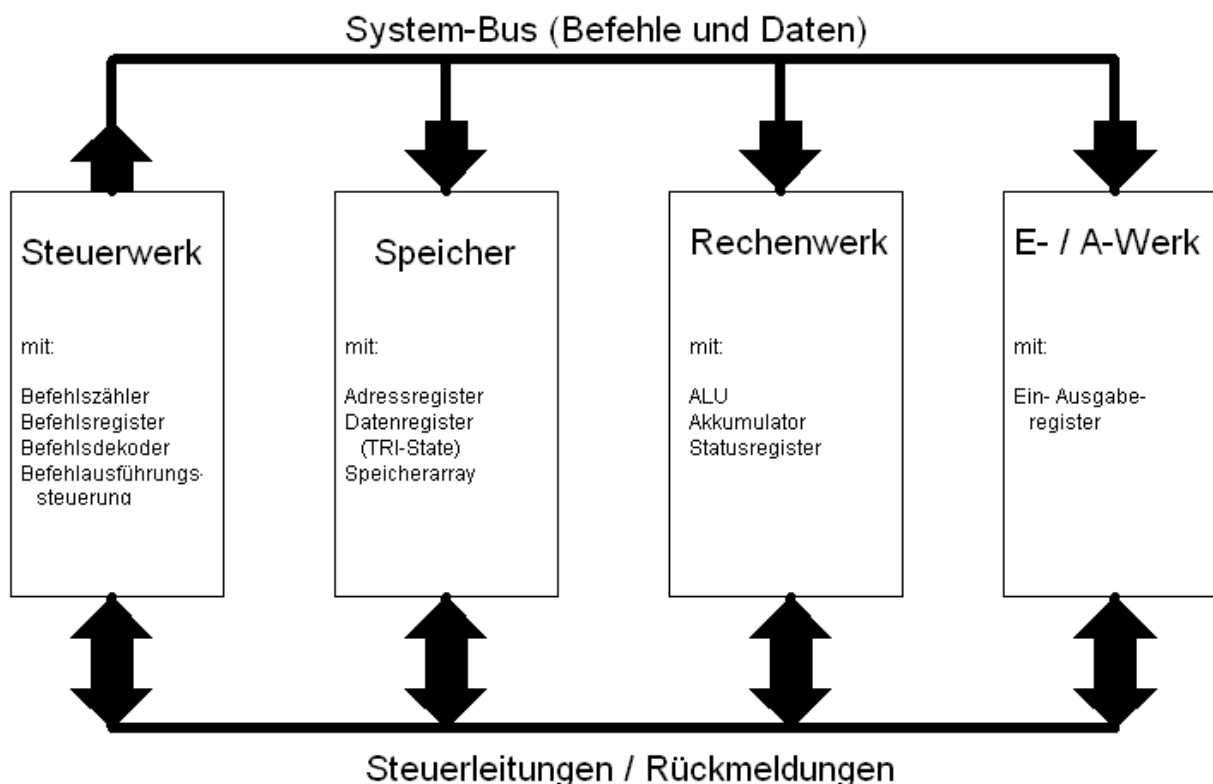 System-Bus (Befehle und Daten)
Steuerwerk
mit:
Befehlszähler
Befehlsregister
Befehlsdekoder
Befehlausführungs-
steuerung
Speicher
mit:
Adressregister
Datenregister
(TRI-State)
Speicherarray
Rechenwerk
mit:
ALU
Akkumulator
Statusregister
E- / A-Werk
mit:
Ein- Ausgabe-
register
Steuerleitungen / Rückmeldungen